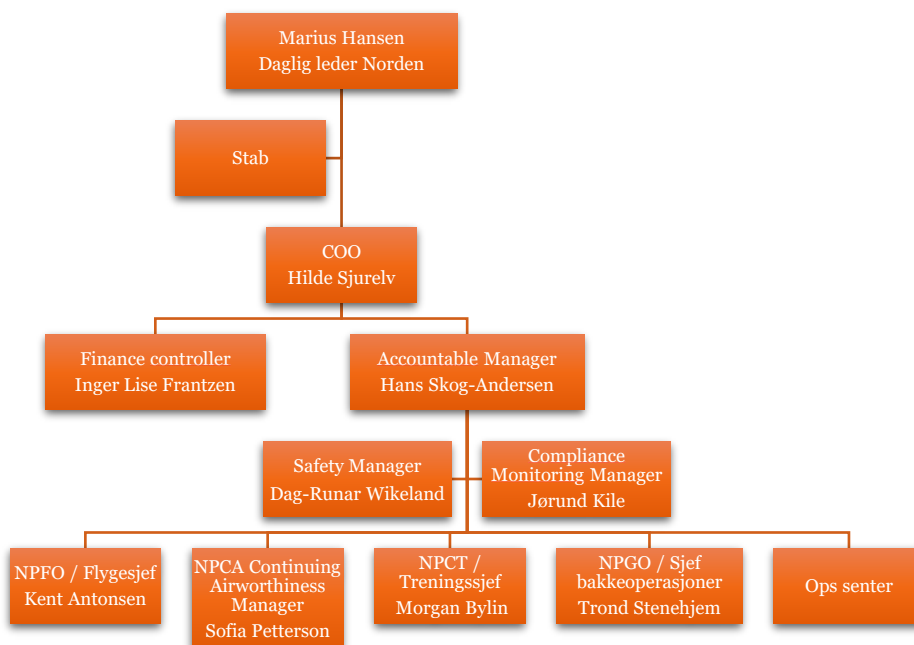 Marius Hansen
Daglig leder Norden
Stab
COO
Hilde Sjurelv
Finance controller
Inger Lise Frantzen
Accountable Manager
Hans Skog-Andersen
Safety Manager
Dag-Runar Wikeland
Compliance
Monitoring Manager
Jørund Kile
NPFO / Flygesjef
Kent Antonsen
NPCA Continuing
Airworthiness
Manager
Sofia Petterson
NPCT /
Treningssjef
Morgan Bylin
NPGO / Sjef
bakkeoperasjoner
Trond Stenehjem
Ops senter